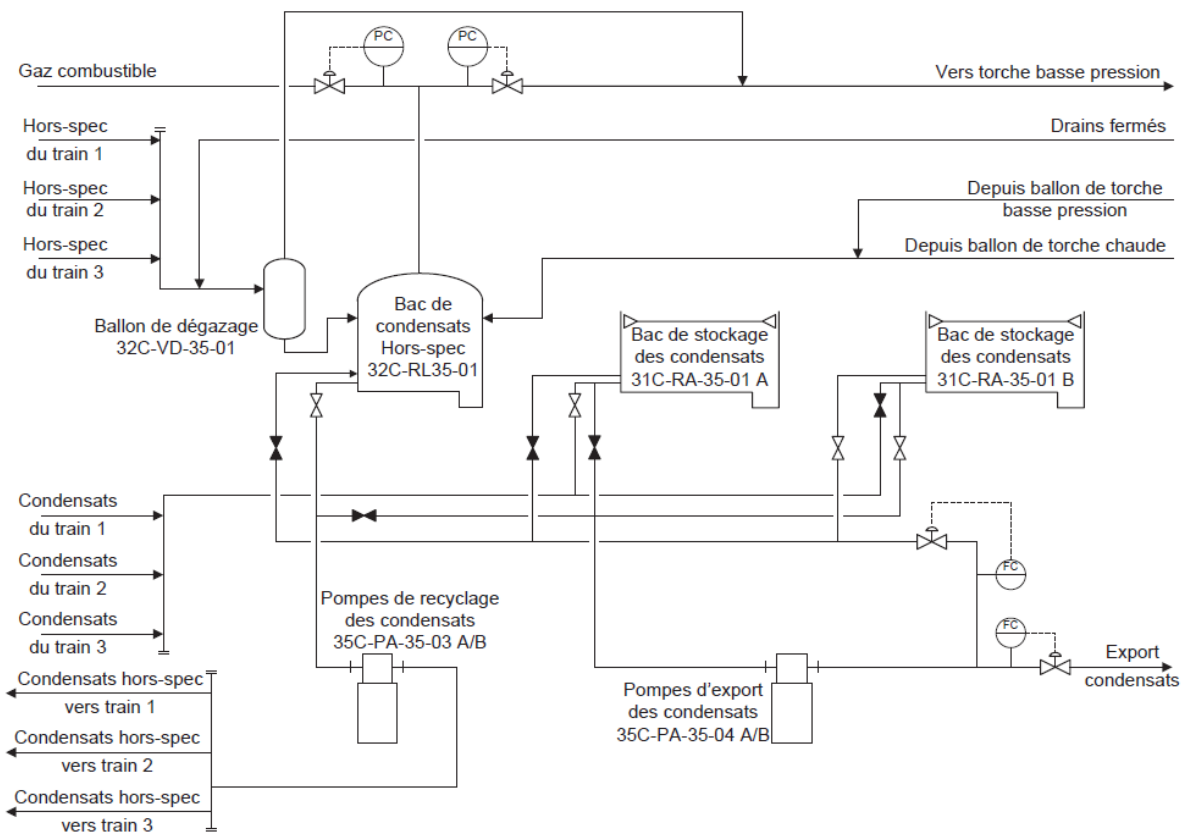 PC
PC
Gaz combustible
Vers torche basse pression
Hors-spec
du train 1
Drains fermés
Hors-spec
du train 2
Depuis ballon de torche
basse pression
Hors-spec
du train 3
Depuis ballon de torche chaude
Ballon de dégazage
32C-VD-35-01
Bac de
condensats
Hors-spec
32C-RL35-01
Bac de stockage
des condensats
31C-RA-35-01 A
Bac de stockage
des condensats
31C-RA-35-01 B
Condensats
du train 1
Condensats
du train 2
Condensats
du train 3
FC
FC
Pompes de recyclage
des condensats
35C-PA-35-03 A/B
Export
condensats
Pompes d'export
des condensats
35C-PA-35-04 A/B
Condensats hors-spec
vers train 1
Condensats hors-spec
vers train 2
Condensats hors-spec
vers train 3